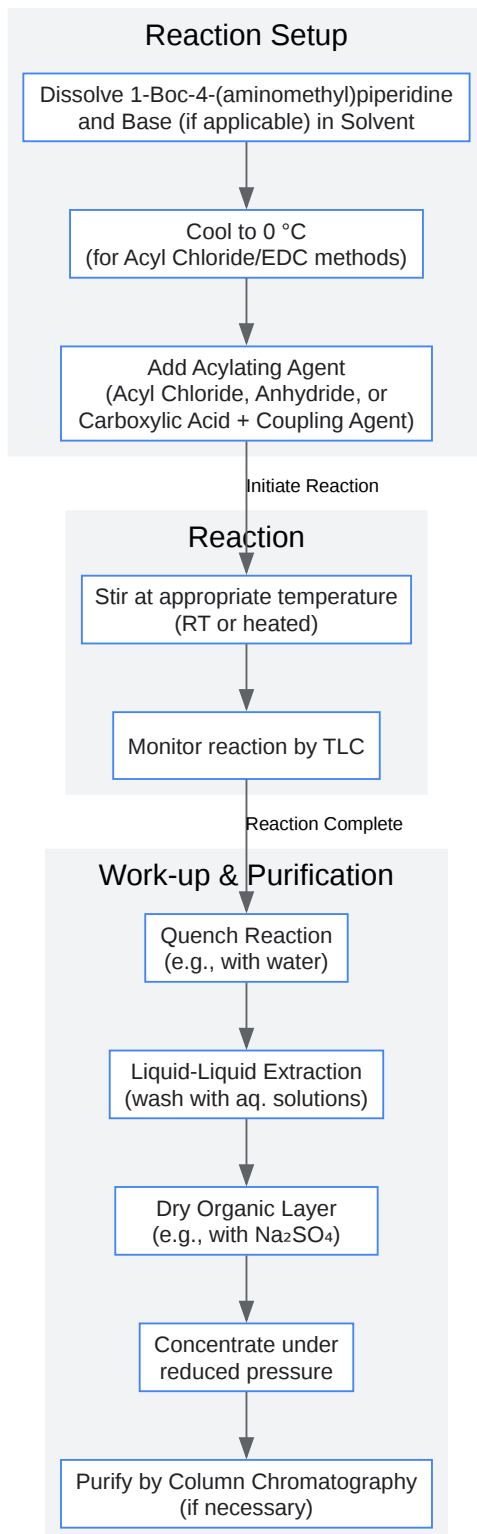 Reaction Setup
Dissolve 1-Boc-4-(aminomethyl)piperidine
and Base (if applicable) in Solvent
Cool to 0 °C
(for Acyl Chloride/EDC methods)
Add Acylating Agent
(Acyl Chloride, Anhydride, or
Carboxylic Acid + Coupling Agent)
Initiate Reaction
Reaction
Stir at appropriate temperature
(RT or heated)
Monitor reaction by TLC
Reaction Complete
Work-up & Purification
Quench Reaction
(e.g., with water)
Liquid-Liquid Extraction
(wash with aq. solutions)
Dry Organic Layer
(e.g., with Na₂SO₄)
Concentrate under
reduced pressure
Purify by Column Chromatography
(if necessary)